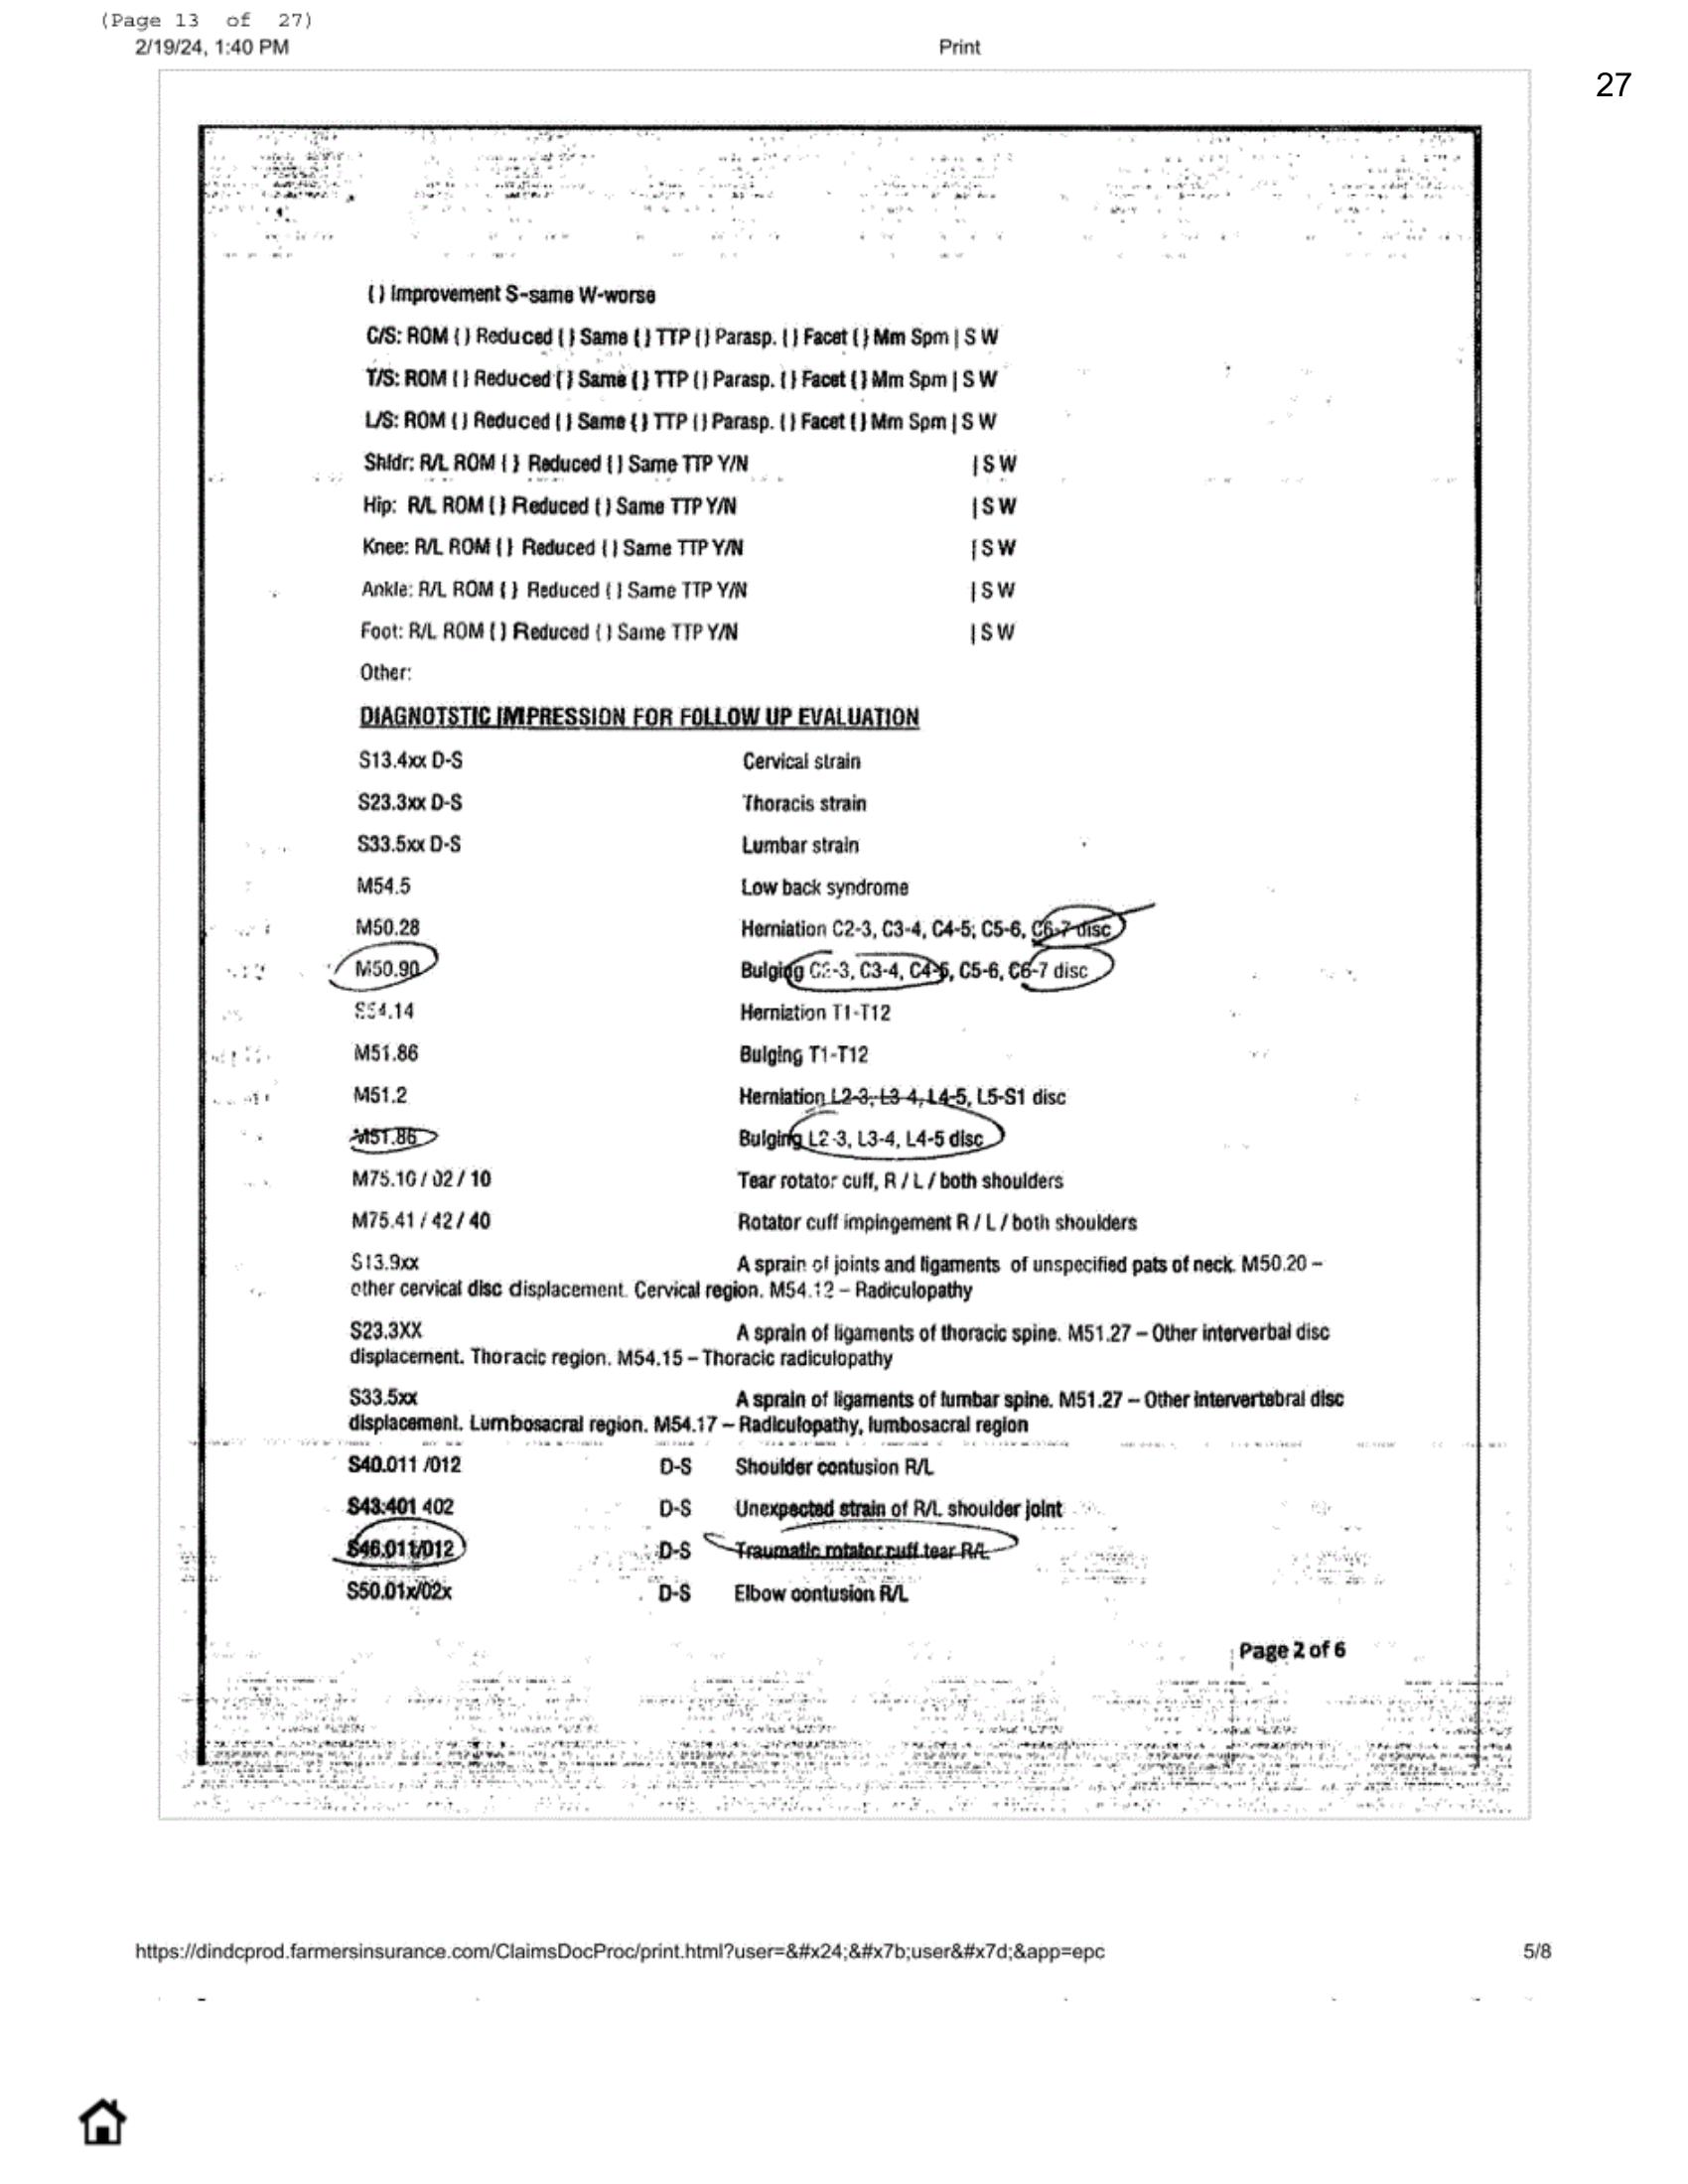 (Page 13 of 27)
2/19/24, 1:40 PM Print
27
( ) Improvement S-same W-worse
C/S: ROM ( ) Reduced ( ) Same ( ) TTP ( ) Parasp. ( ) Facet ( ) Mm Spm | S W
T/S: ROM ( ) Reduced ( ) Same ( ) TTP ( ) Parasp. ( ) Facet ( ) Mm Spm | S W
L/S: ROM ( ) Reduced ( ) Same ( ) TTP ( ) Parasp. ( ) Facet ( ) Mm Spm | S W
Shldr: R/L ROM ( ) Reduced ( ) Same TTP Y/N | S W
Hip: R/L ROM ( ) Reduced ( ) Same TTP Y/N | S W
Knee: R/L ROM ( ) Reduced ( ) Same TTP Y/N | S W
Ankle: R/L ROM ( ) Reduced ( ) Same TTP Y/N | S W
Foot: R/L ROM ( ) Reduced ( ) Same TTP Y/N | S W
Other:
DIAGNOTSTIC IMPRESSION FOR FOLLOW UP EVALUATION
S13.4xx D-S Cervical strain
S23.3xx D-S Thoracis strain
S33.5xx D-S Lumbar strain
M54.5 Low back syndrome
M50.28 Herniation C2-3, C3-4, C4-5; C5-6, C6-7 disc
M50.90 Bulging C2-3, C3-4, C4-5, C5-6, C6-7 disc
S54.14 Herniation T1-T12
M51.86 Bulging T1-T12
M51.2 Herniation L2-3, L3-4, L4-5, L5-S1 disc
M51.86 Bulging L2-3, L3-4, L4-5 disc
M75.10 / 02 / 10 Tear rotator cuff, R / L / both shoulders
M75.41 / 42 / 40 Rotator cuff impingement R / L / both shoulders
S13.9xx A sprain of joints and ligaments of unspecified pats of neck. M50.20 –
other cervical disc displacement. Cervical region. M54.12 – Radiculopathy
S23.3XX A sprain of ligaments of thoracic spine. M51.27 – Other interverbal disc
displacement. Thoracic region. M54.15 – Thoracic radiculopathy
S33.5xx A sprain of ligaments of lumbar spine. M51.27 – Other intervertebral disc
displacement. Lumbosacral region. M54.17 – Radiculopathy, lumbosacral region
S40.011 /012 D-S Shoulder contusion R/L
S43.401 402 D-S Unexpected strain of R/L shoulder joint
S46.011/012 D-S Traumatic rotator cuff tear R/L
S50.01x/02x D-S Elbow contusion R/L
Page 2 of 6
https://dindcprod.farmersinsurance.com/ClaimsDocProc/print.html?user=&#x24;&#x7b;user&#x7d;&app=epc 5/8